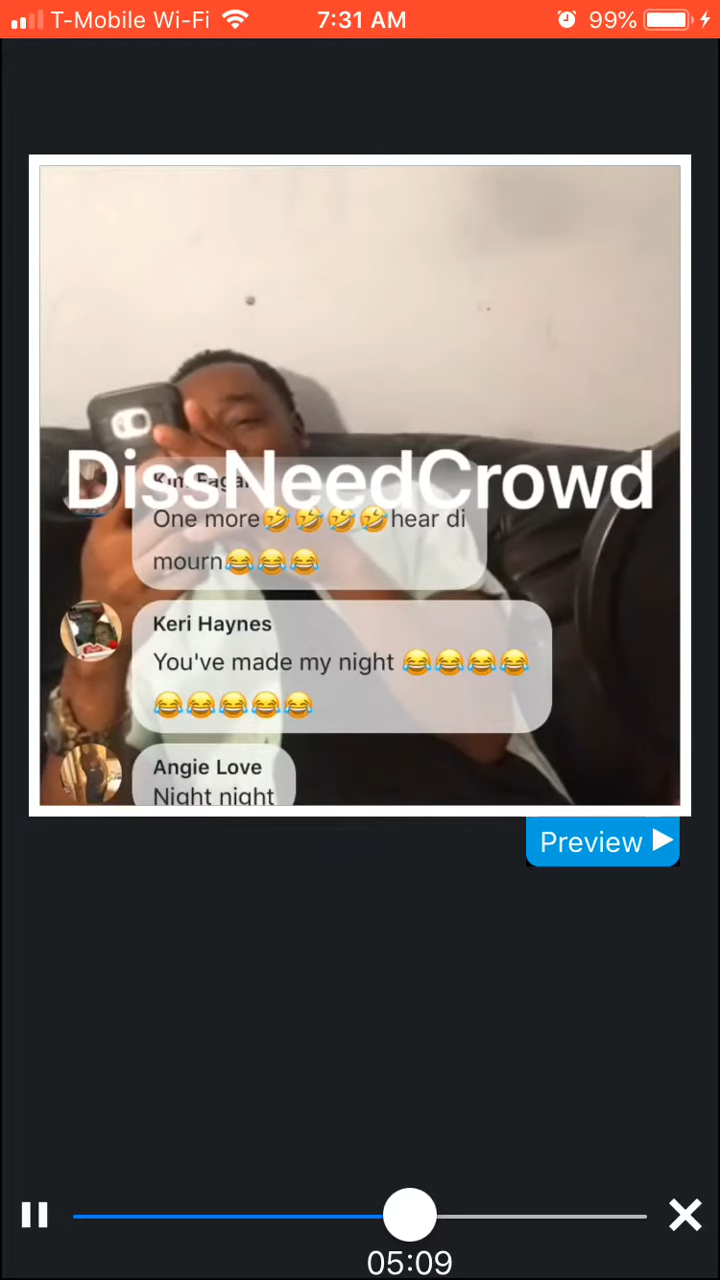 T-Mobile Wi-Fi 7:31 AM 99%
DissNeedCrowd
One more🤣🤣🤣🤣hear di
mourn😂😂😂
Keri Haynes
You've made my night 😂😂😂😂
😂😂😂😂😂
Angie Love
Night night
Preview
05:09